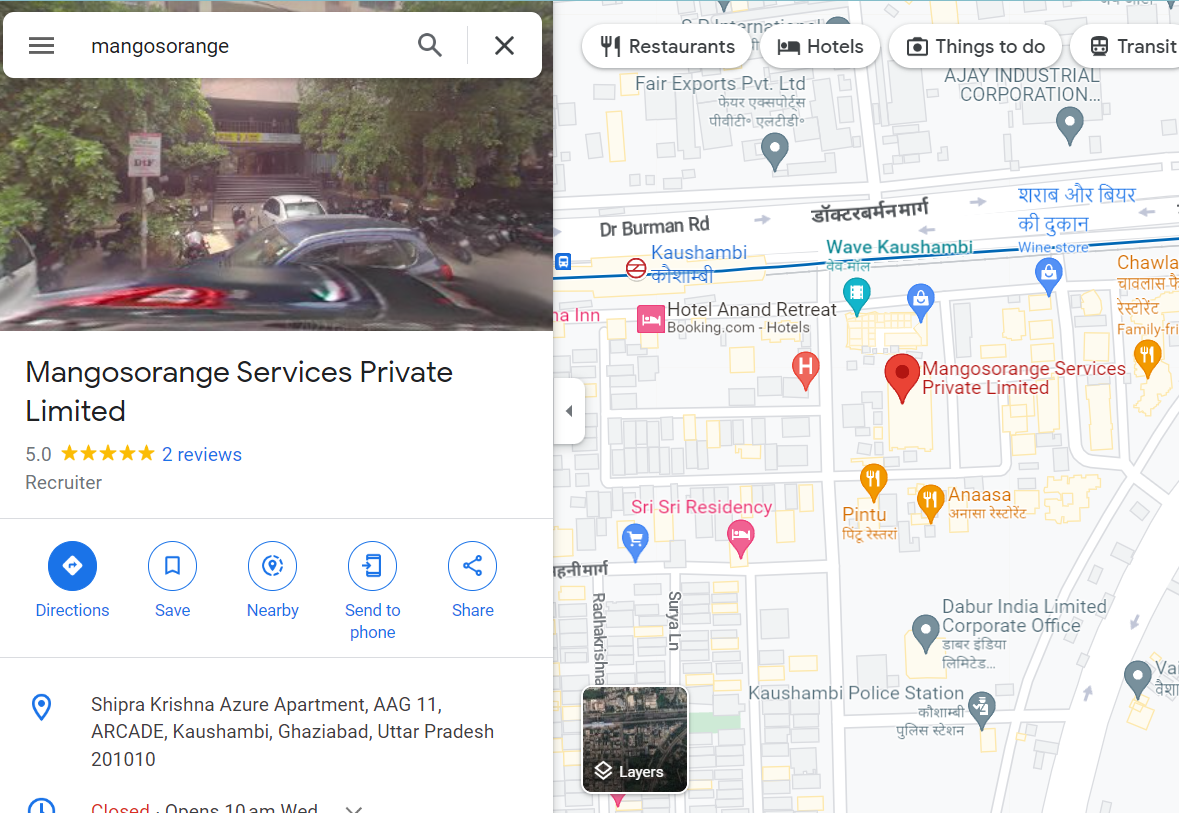 mangosorange
DLF
Mangosorange Services Private
Limited
5.0
2 reviews
Recruiter
Directions
Save
Nearby
Send to
phone
Share
Shipra Krishna Azure Apartment, AAG 11,
ARCADE, Kaushambi, Ghaziabad, Uttar Pradesh
201010
Closed · Opens 10 am Wed
Restaurants
Hotels
Things to do
Transit
Fair Exports Pvt. Ltd
फेयर एक्सपोर्ट्स
पीवीटी॰ एलटीडी॰
AJAY INDUSTRIAL
CORPORATION...
Dr Burman Rd
डॉक्टर बर्मन मार्ग
शराब और बियर
की दुकान
Wine store
Kaushambi
कौशाम्बी
Wave Kaushambi
वेव मॉल
Chawla
चावलास फै
रेस्टोरेंट
Family-fri
na Inn
Hotel Anand Retreat
Booking.com - Hotels
H
Mangosorange Services
Private Limited
Sri Sri Residency
Pintu
पिंटू रेस्तरां
Anaasa
अनासा रेस्टोरेंट
हनी मार्ग
Radhakrishna
Surya Ln
Dabur India Limited
Corporate Office
डाबर इंडिया
लिमिटेड...
Kaushambi Police Station
कौशाम्बी
पुलिस स्टेशन
Vai
वैशा
Layers